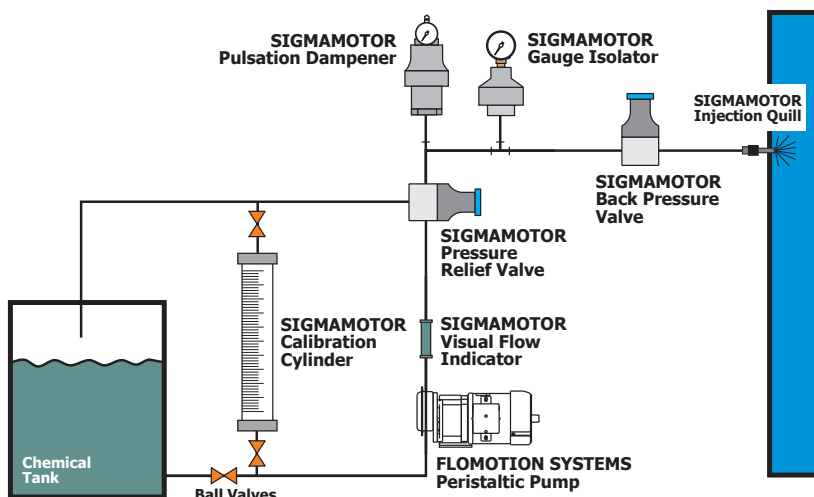 SIGMAMOTOR
Pulsation Dampener
SIGMAMOTOR
Gauge Isolator
SIGMAMOTOR
Injection Quill
SIGMAMOTOR
Back Pressure
Valve
SIGMAMOTOR
Pressure
Relief Valve
SIGMAMOTOR
Calibration
Cylinder
SIGMAMOTOR
Visual Flow
Indicator
Chemical
Tank
FLOMOTION SYSTEMS
Peristaltic Pump
Ball Valves